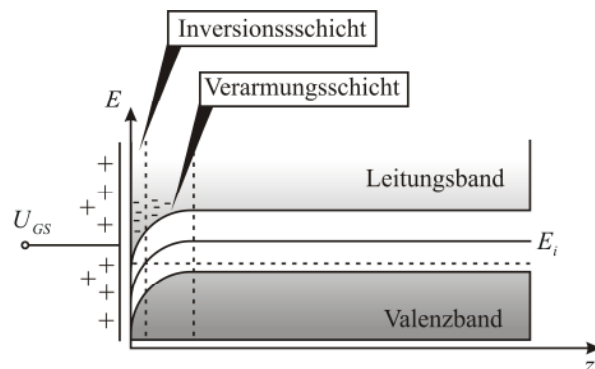 Inversionssschicht
Verarmungsschicht
E
Leitungsband
U_GS
E_i
Valenzband
z